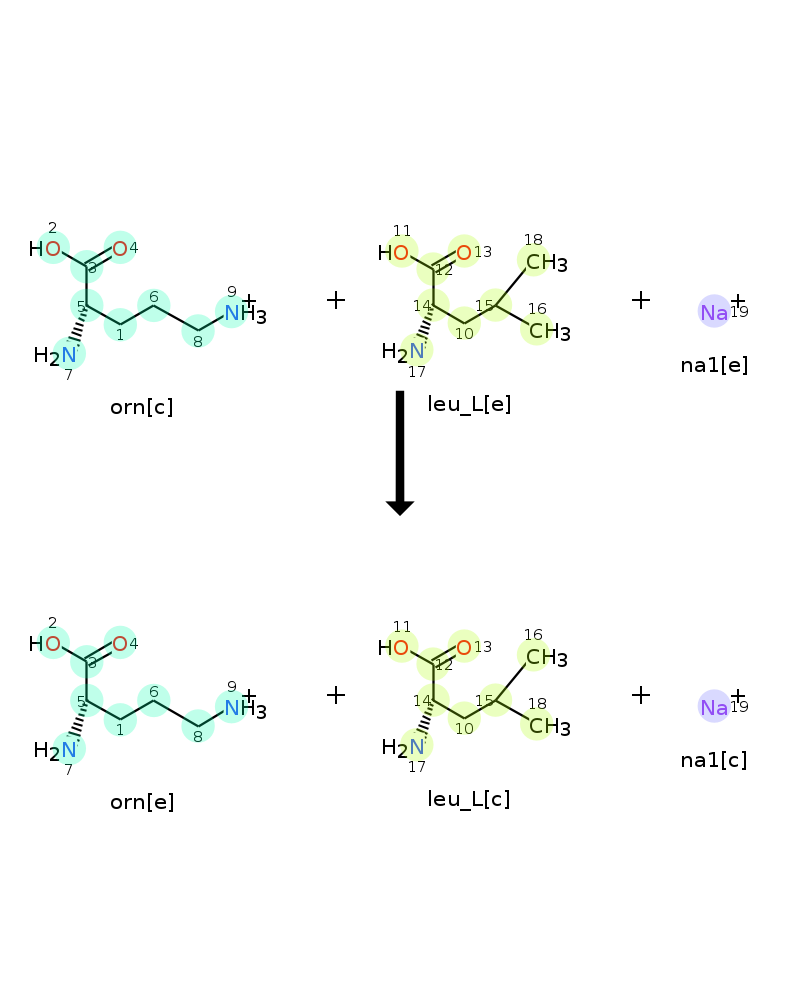 2 HO O 4 3 5 6 9 NH3 + 1 8 H2N 7
+
11 HO O 13 12 18 CH3 14 15 16 CH3 10 H2N 17
+
Na + 19
orn[c] leu_L[e] na1[e]
2 HO O 4 3 5 6 9 NH3 + 1 8 H2N 7
+
11 HO O 13 12 16 CH3 14 15 18 CH3 10 H2N 17
+
Na + 19
orn[e] leu_L[c] na1[c]